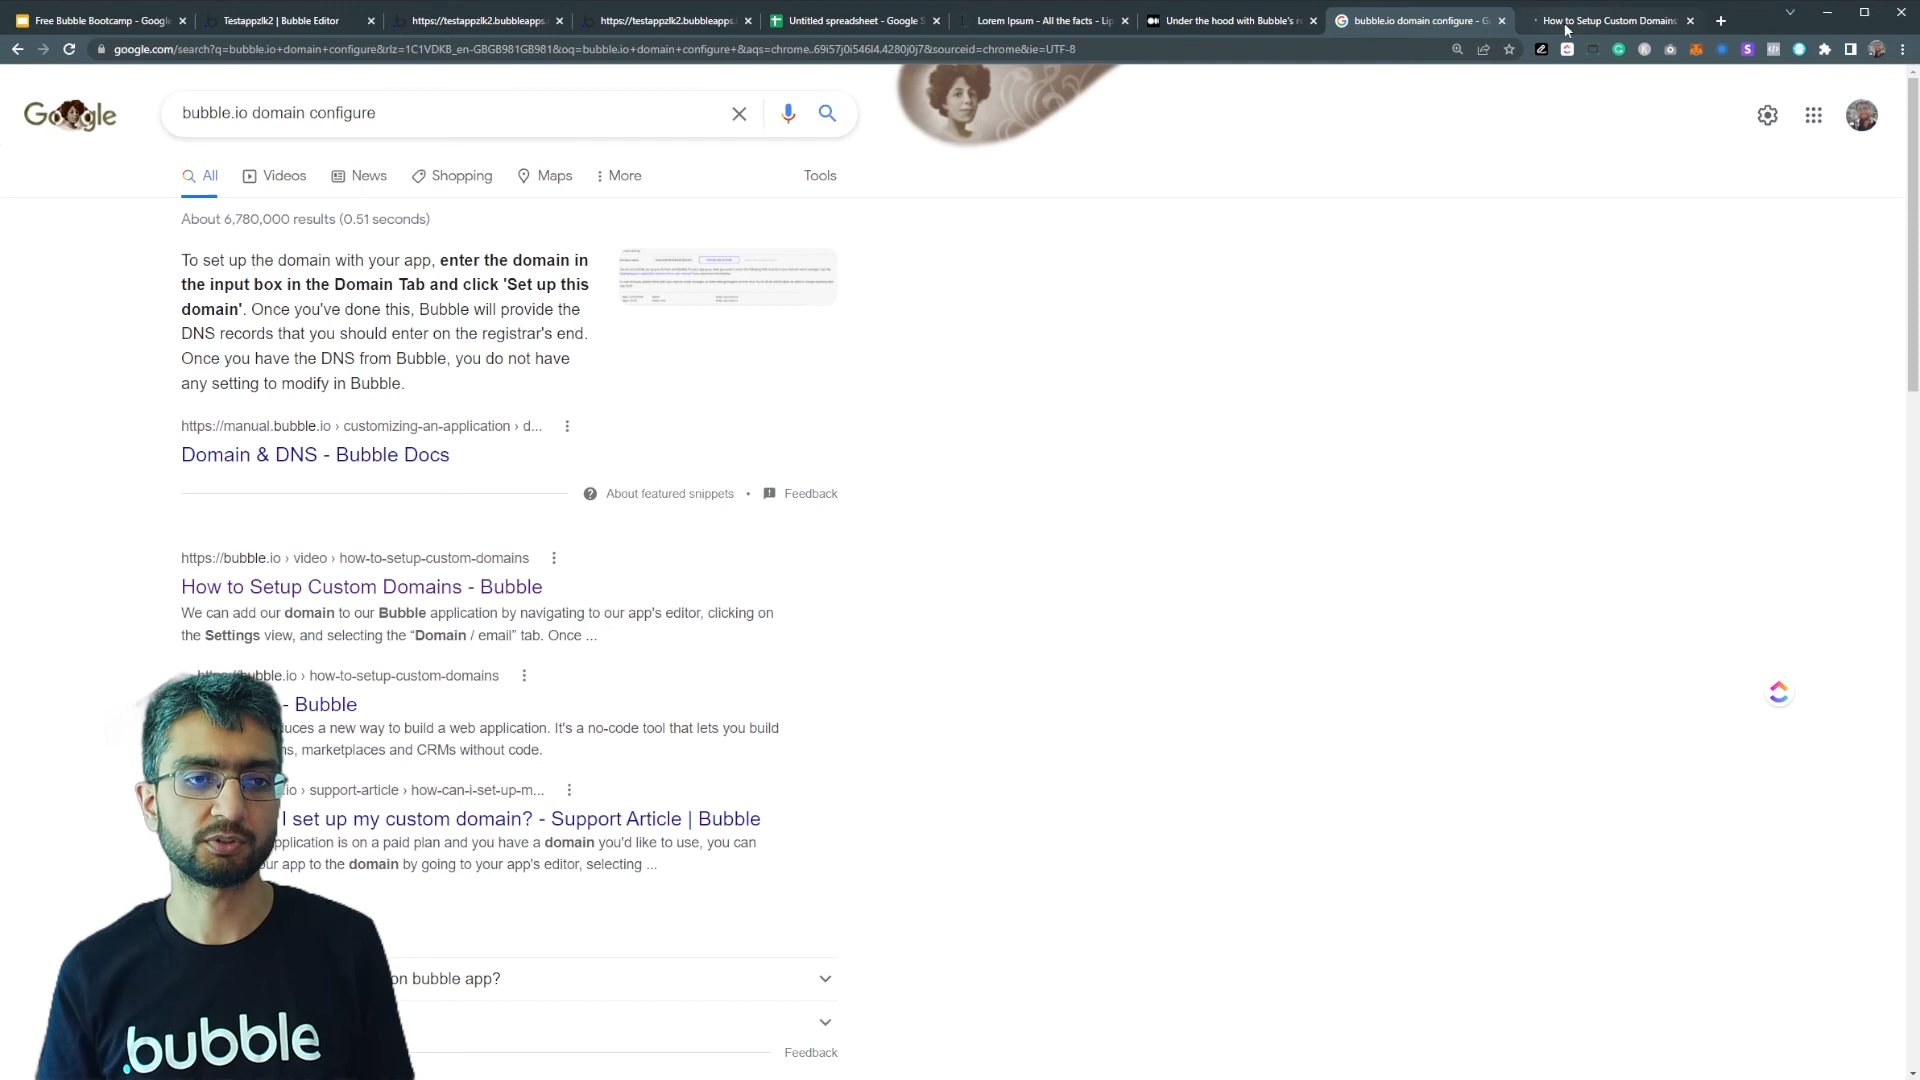 Free Bubble Bootcamp - Google
Testappzlk2 | Bubble Editor
https://testappzlk2.bubbleapps.
https://testappzlk2.bubbleapps.i
Untitled spreadsheet - Google S
Lorem Ipsum - All the facts - Lip
Under the hood with Bubble's re
bubble.io domain configure - G
How to Setup Custom Domains
google.com/search?q=bubble.io+domain+configure&rlz=1C1VDKB_en-GBGB981GB981&oq=bubble.io+domain+configure+&aqs=chrome..69i57j0i546l4.4280j0j7&sourceid=chrome&ie=UTF-8
Google
bubble.io domain configure
All
Videos
News
Shopping
Maps
More
Tools
About 6,780,000 results (0.51 seconds)
To set up the domain with your app, enter the domain in
the input box in the Domain Tab and click 'Set up this
domain'. Once you've done this, Bubble will provide the
DNS records that you should enter on the registrar's end.
Once you have the DNS from Bubble, you do not have
any setting to modify in Bubble.
https://manual.bubble.io › customizing-an-application › d...
Domain & DNS - Bubble Docs
About featured snippets • Feedback
https://bubble.io › video › how-to-setup-custom-domains
How to Setup Custom Domains - Bubble
We can add our domain to our Bubble application by navigating to our app's editor, clicking on
the Settings view, and selecting the “Domain / email” tab. Once ...
https://bubble.io › how-to-setup-custom-domains
- Bubble
a new way to build a web application. It's a no-code tool that lets you build
marketplaces and CRMs without code.
.io › support-article › how-can-i-set-up-m...
I set up my custom domain? - Support Article | Bubble
application is on a paid plan and you have a domain you'd like to use, you can
app to the domain by going to your app's editor, selecting ...
on bubble app?
Feedback
.bubble